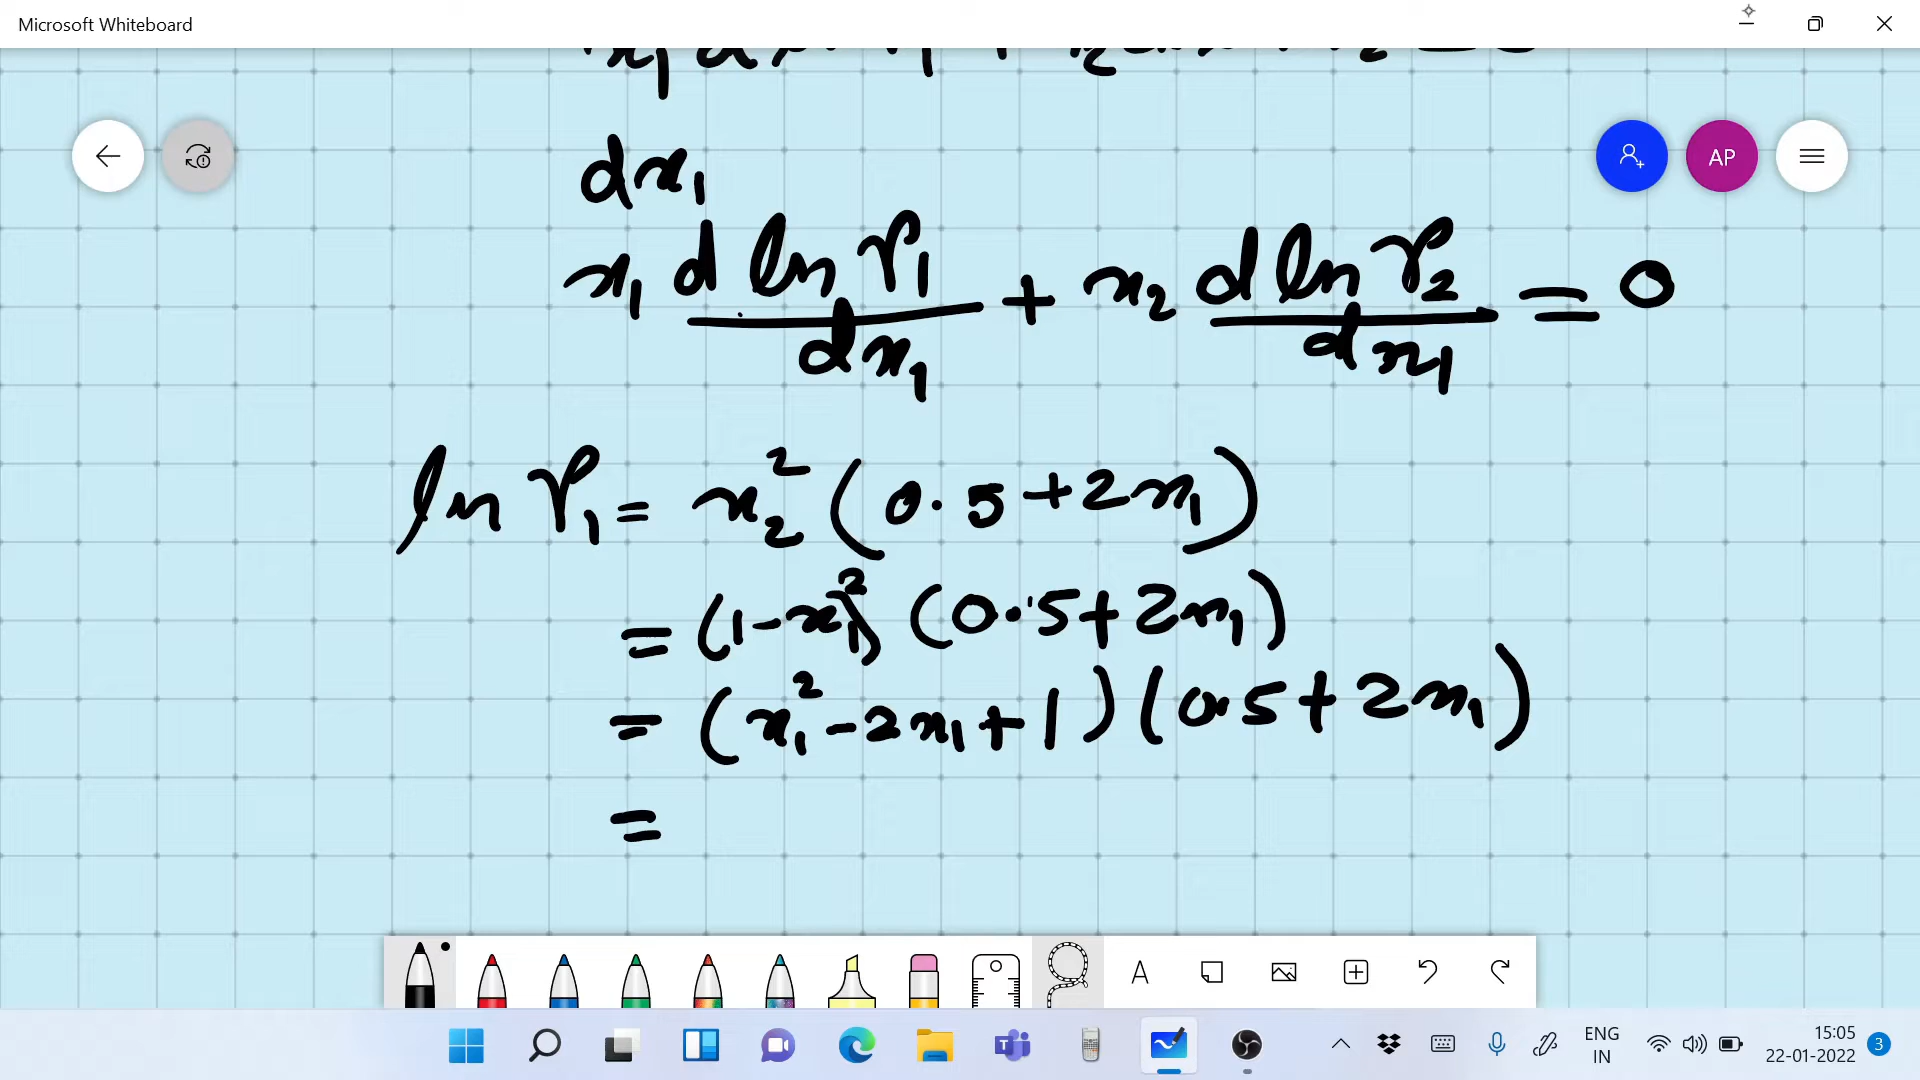 Microsoft Whiteboard
AP
dx₁
x₁ d ln γ₁ / dx₁ + x₂ d ln γ₂ / dx₁ = 0
ln γ₁ = x₂² (0.5 + 2x₁)
= (1 - x₁)² (0.5 + 2x₁)
= (x₁² - 2x₁ + 1) (0.5 + 2x₁)
=
A
ENG
IN
15:05
22-01-2022
3